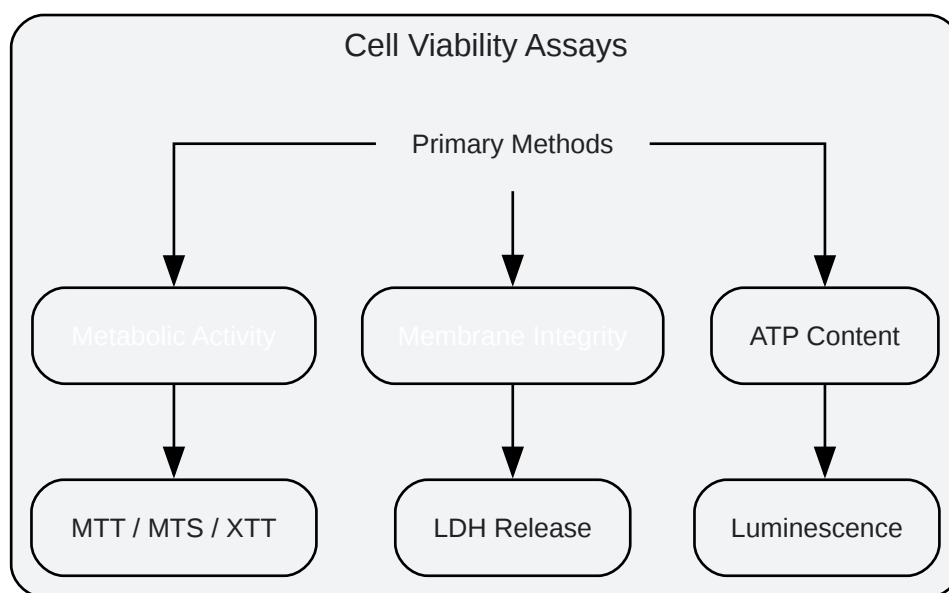 Cell Viability Assays
Primary Methods
Metabolic Activity
Membrane Integrity
ATP Content
MTT / MTS / XTT
LDH Release
Luminescence